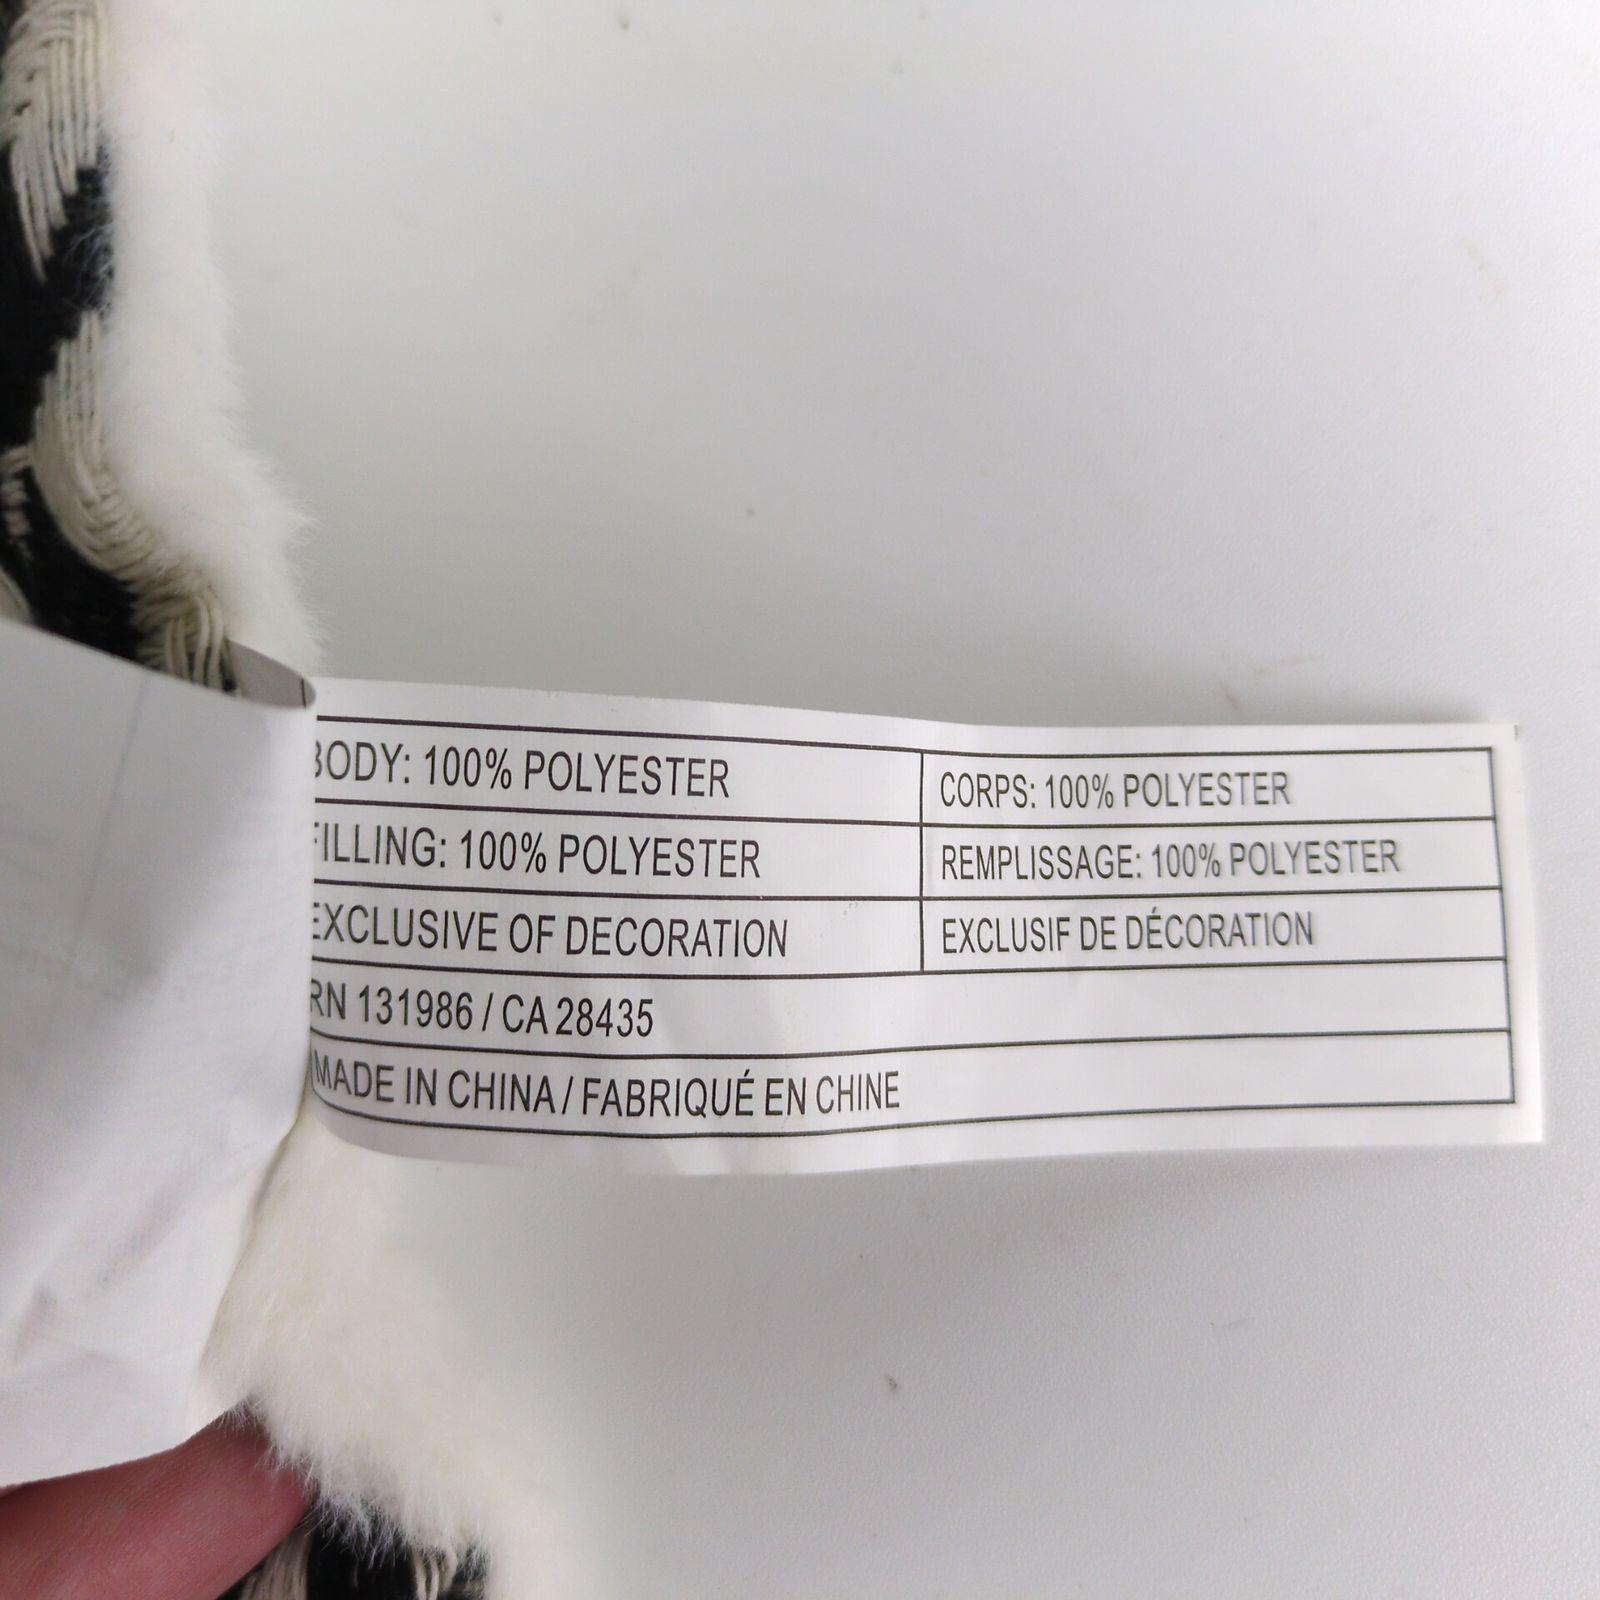 BODY: 100% POLYESTER
CORPS: 100% POLYESTER
FILLING: 100% POLYESTER
REMPLISSAGE: 100% POLYESTER
EXCLUSIVE OF DECORATION
EXCLUSIF DE DÉCORATION
RN 131986 / CA 28435
MADE IN CHINA / FABRIQUÉ EN CHINE